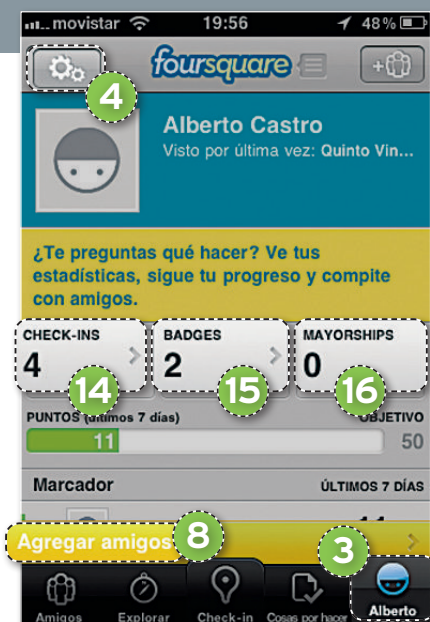 movistar 19:56 48%
4
foursquare
Alberto Castro
Visto por última vez: Quinto Vin...
¿Te preguntas qué hacer? Ve tus
estadísticas, sigue tu progreso y compite
con amigos.
CHECK-INS BADGES MAYORSHIPS
4 2 0
14 15 16
PUNTOS (últimos 7 días) OBJETIVO
11 50
Marcador ÚLTIMOS 7 DÍAS
Agregar amigos 8 3
Amigos Explorar Check-in Cosas por hacer Alberto